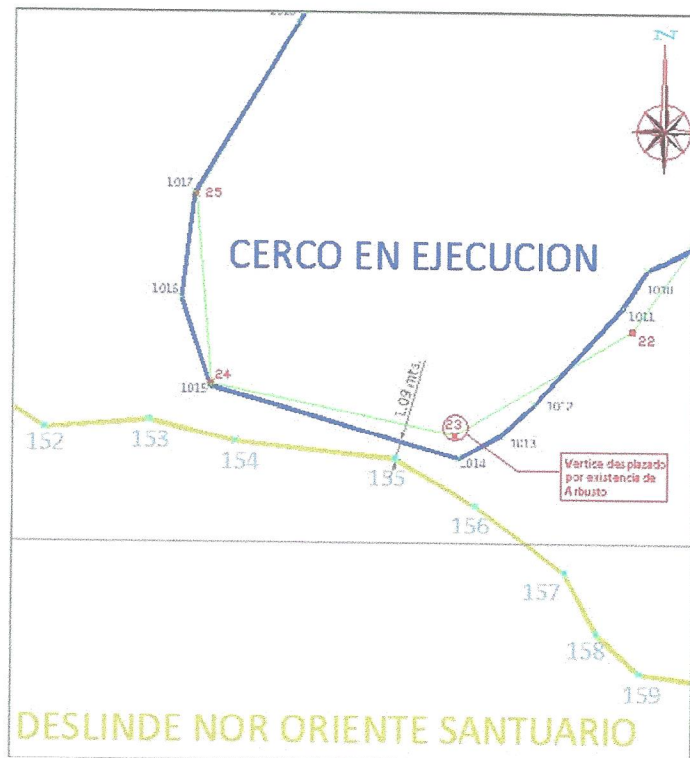 N
1017
25
CERCO EN EJECUCION
1016
1010
1011
22
24
1015
1.09 mts.
1012
23
1013
1014
Vertice desplazado
por existencia de
Arbusto
152
153
154
155
156
157
158
159
DESLINDE NOR ORIENTE SANTUARIO